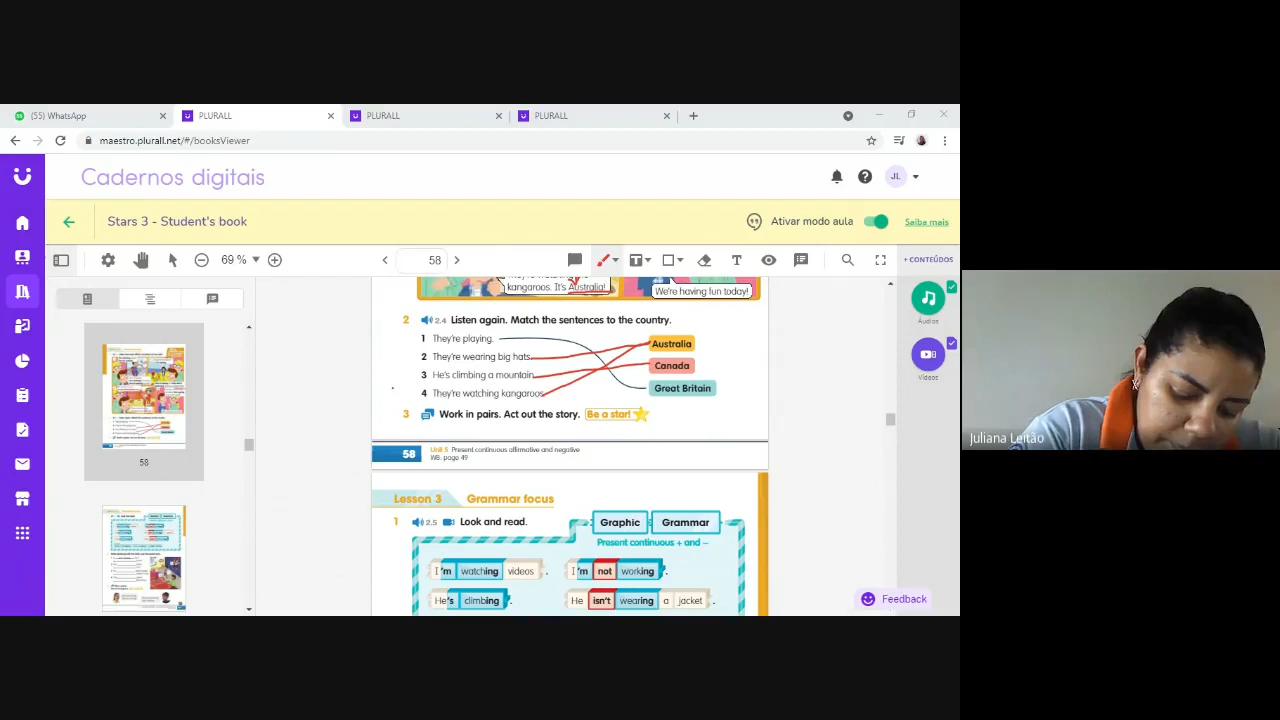 (55) WhatsApp
PLURALL
PLURALL
PLURALL
maestro.plurall.net/#/booksViewer
Cadernos digitais
JL
Stars 3 - Student's book
Ativar modo aula
Saiba mais
69 %
58
+ CONTEÚDOS
kangaroos. It's Australia!
We're having fun today!
2 2.4 Listen again. Match the sentences to the country.
1 They're playing.
2 They're wearing big hats.
3 He's climbing a mountain.
4 They're watching kangaroos.
Australia
Canada
Great Britain
3 Work in pairs. Act out the story. Be a star!
58 Unit 5 Present continuous affirmative and negative
WB. page 49
Lesson 3 Grammar focus
1 2.5 Look and read.
Graphic Grammar
Present continuous + and –
I 'm watching videos .
I 'm not working .
He's climbing .
He isn't wearing a jacket .
58
Áudios
Vídeos
Feedback
Juliana Leitão